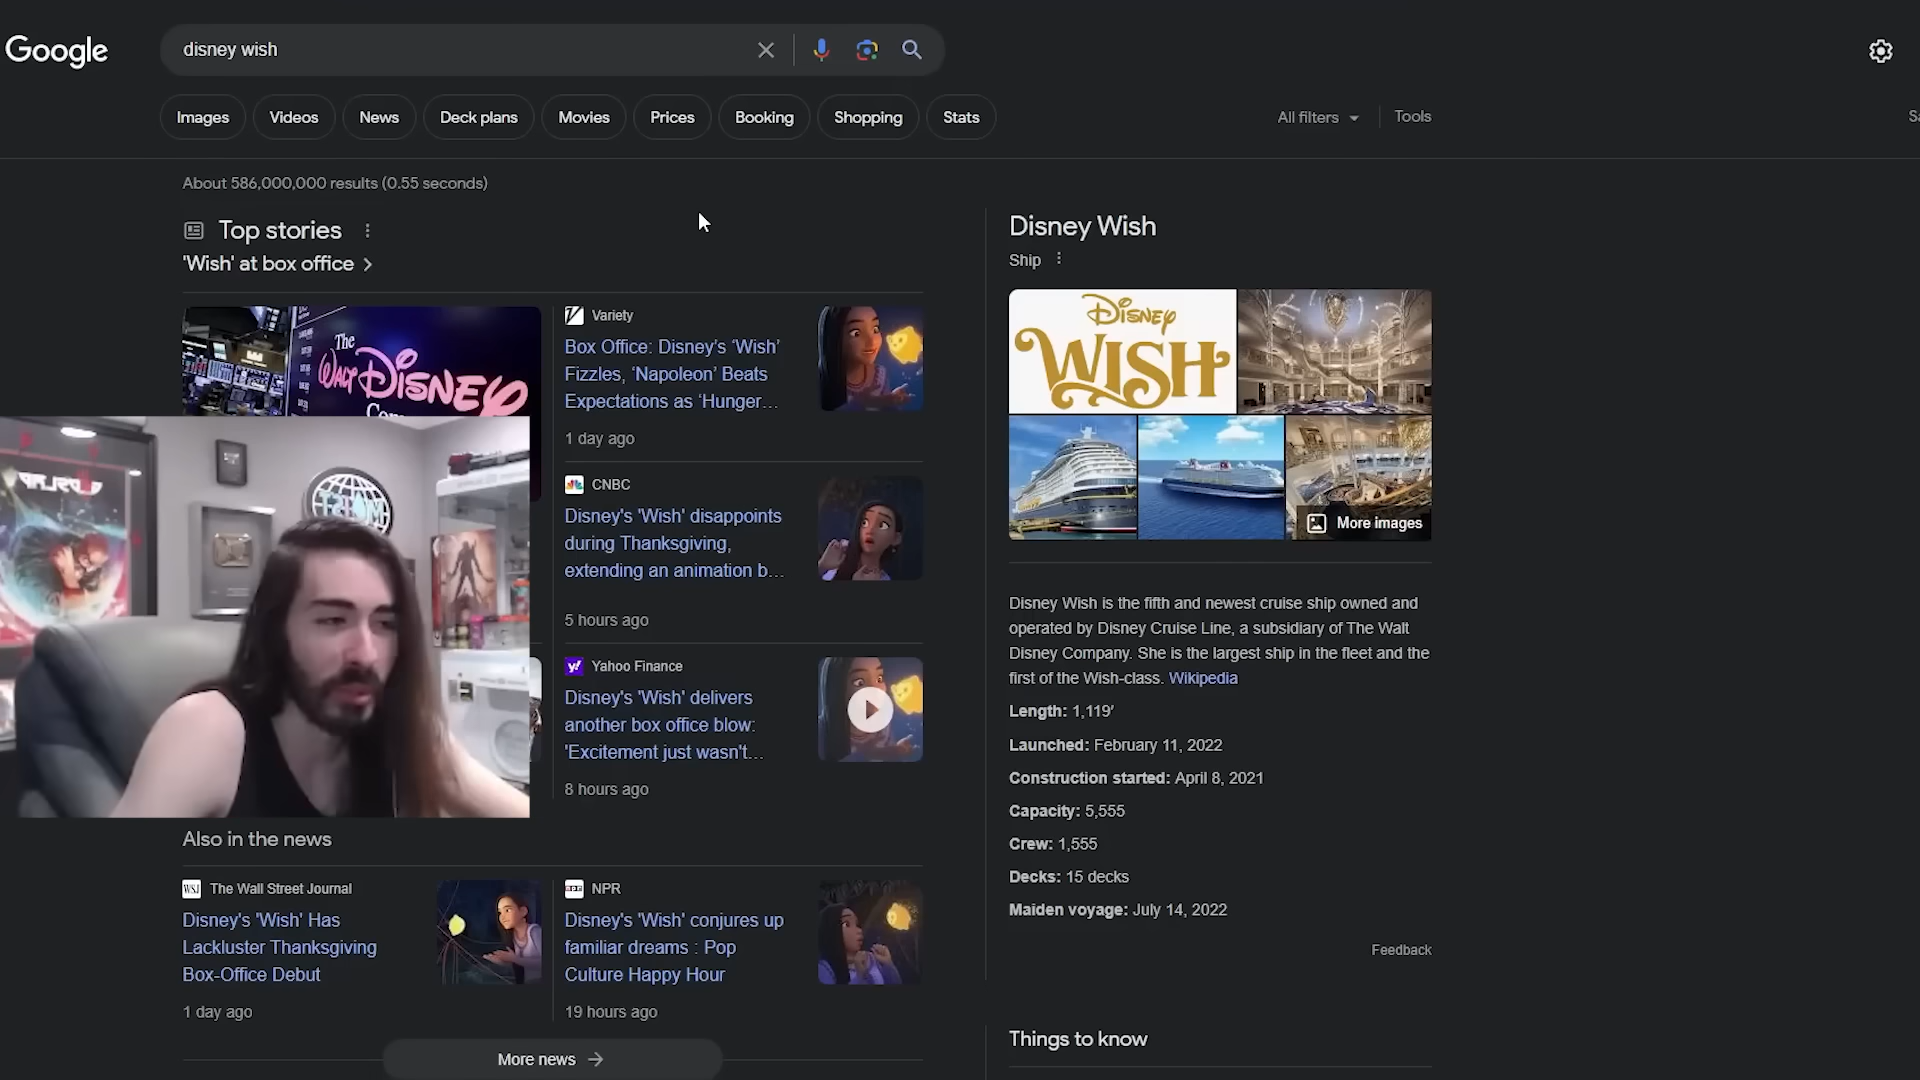 Google
disney wish
Images
Videos
News
Deck plans
Movies
Prices
Booking
Shopping
Stats
All filters
Tools
About 586,000,000 results (0.55 seconds)
Top stories
'Wish' at box office
The
WALT DISNEY
Variety
Box Office: Disney's ‘Wish’
Fizzles, ‘Napoleon’ Beats
Expectations as ‘Hunger...
1 day ago
CNBC
Disney's 'Wish' disappoints
during Thanksgiving,
extending an animation b...
5 hours ago
Yahoo Finance
Disney's 'Wish' delivers
another box office blow:
'Excitement just wasn't...
8 hours ago
MOIST
Also in the news
WSJ
The Wall Street Journal
Disney's 'Wish' Has
Lackluster Thanksgiving
Box-Office Debut
1 day ago
NPR
Disney's 'Wish' conjures up
familiar dreams : Pop
Culture Happy Hour
19 hours ago
More news
Disney Wish
Ship
DISNEY
WISH
More images
Disney Wish is the fifth and newest cruise ship owned and
operated by Disney Cruise Line, a subsidiary of The Walt
Disney Company. She is the largest ship in the fleet and the
first of the Wish-class. Wikipedia
Length: 1,119′
Launched: February 11, 2022
Construction started: April 8, 2021
Capacity: 5,555
Crew: 1,555
Decks: 15 decks
Maiden voyage: July 14, 2022
Feedback
Things to know